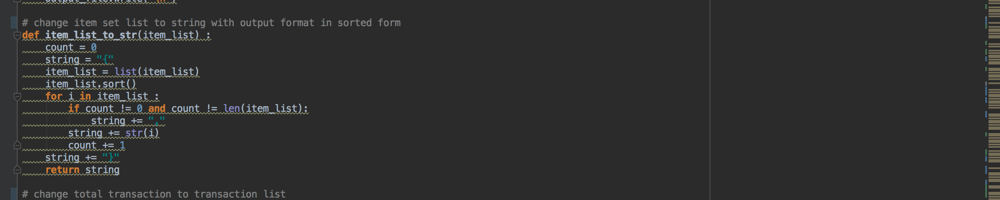 # change item set list to string with output format in sorted form
def item_list_to_str(item_list) :
    count = 0
    string = "{"
    item_list = list(item_list)
    item_list.sort()
    for i in item_list :
        if count != 0 and count != len(item_list):
            string += ","
        string += str(i)
        count += 1
    string += "}"
    return string
# change total transaction to transaction list